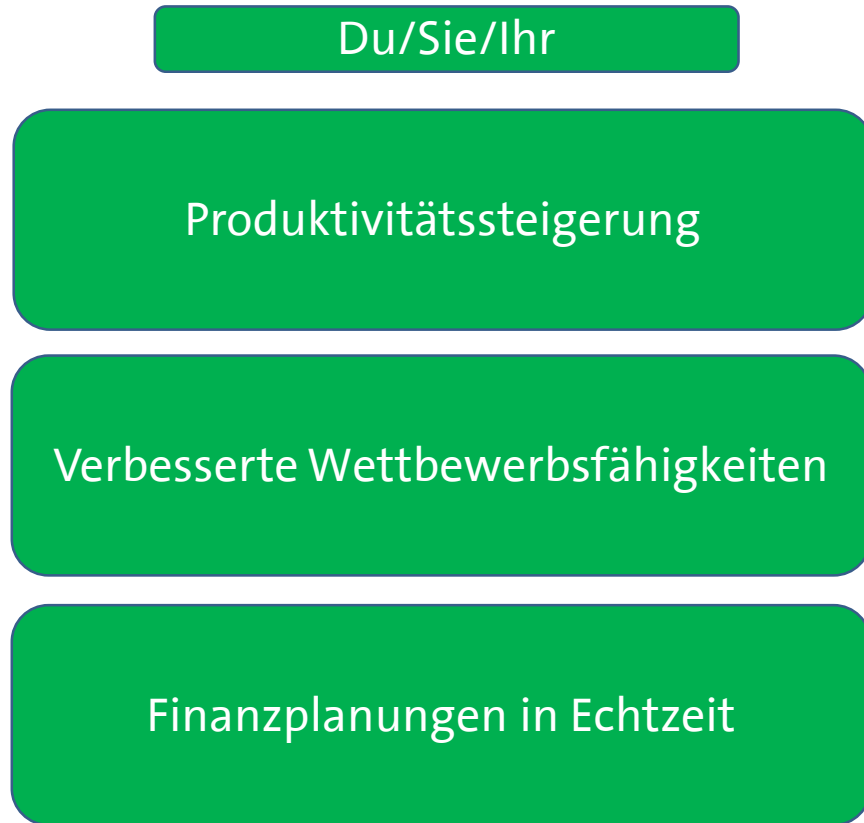 Du/Sie/Ihr
Produktivitätssteigerung
Verbesserte Wettbewerbsfähigkeiten
Finanzplanungen in Echtzeit